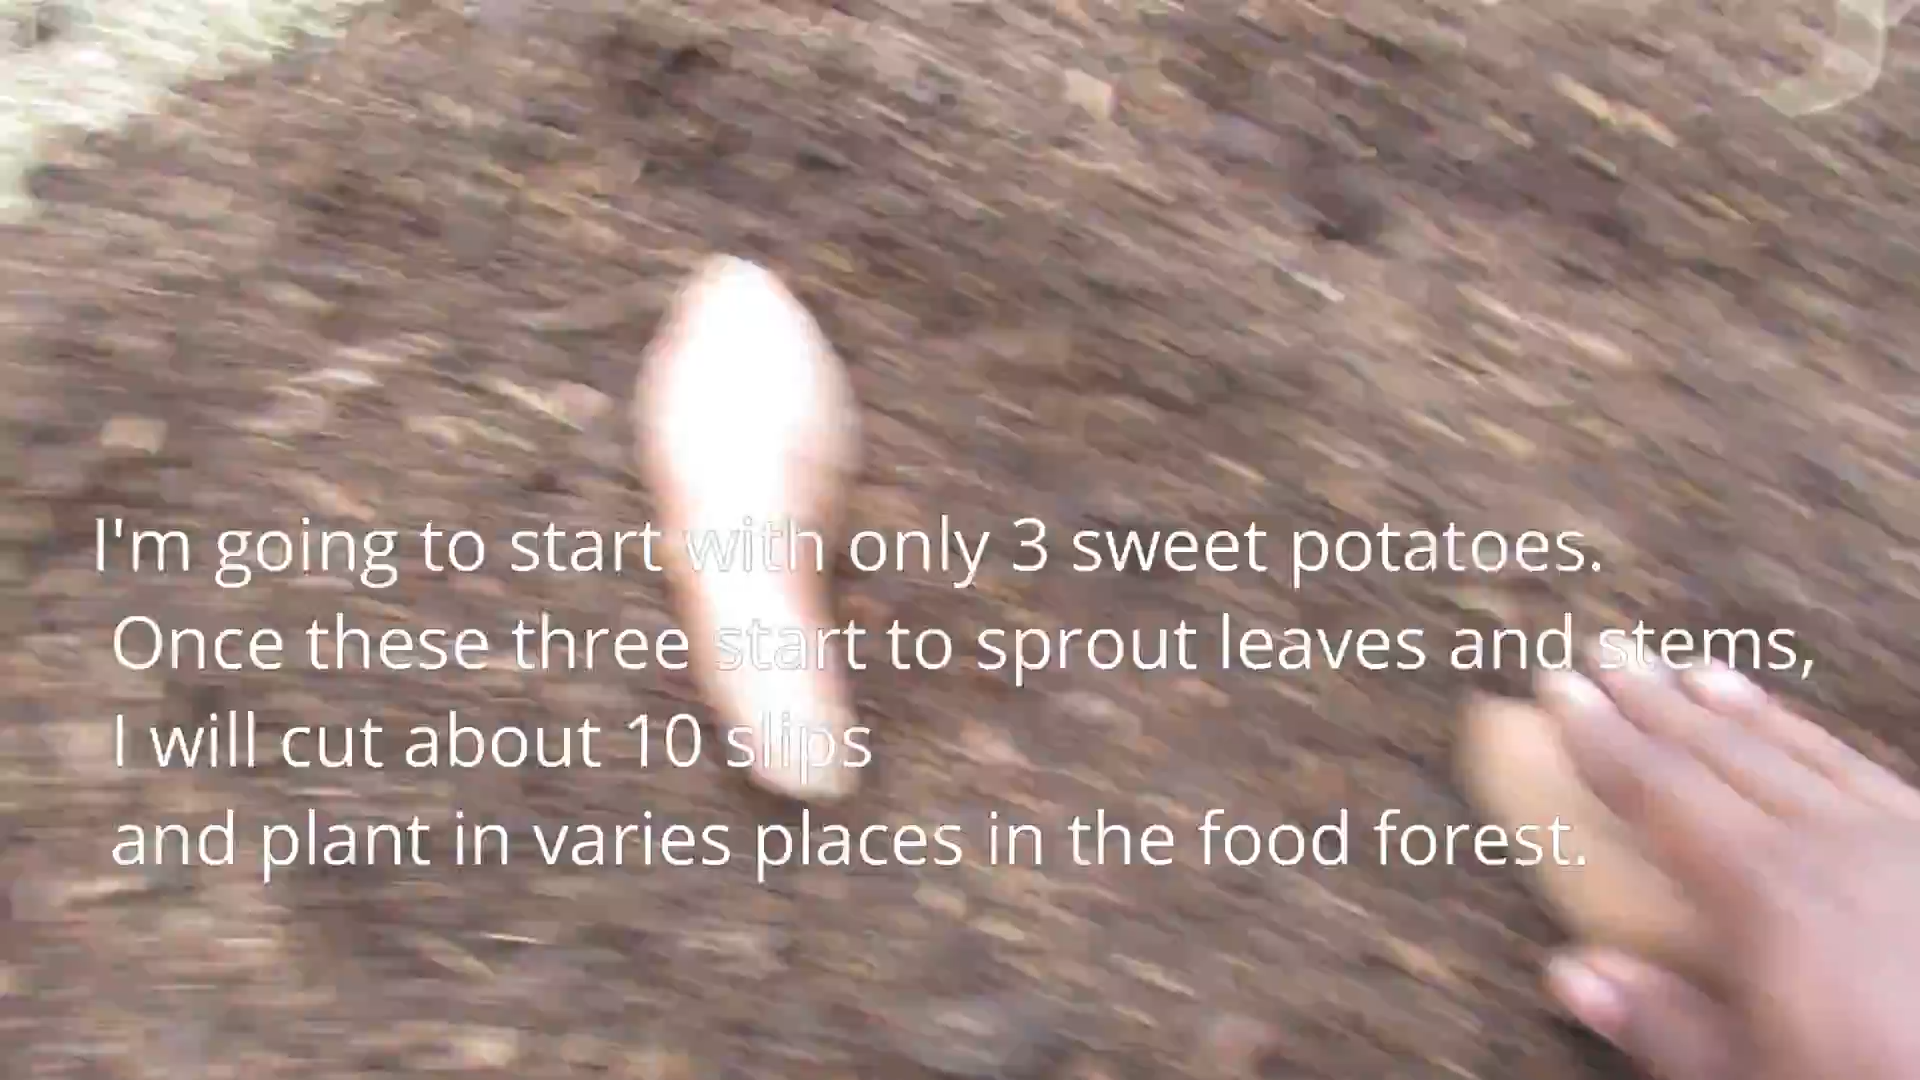 I'm going to start with only 3 sweet potatoes.
Once these three start to sprout leaves and stems,
I will cut about 10 slips
and plant in varies places in the food forest.